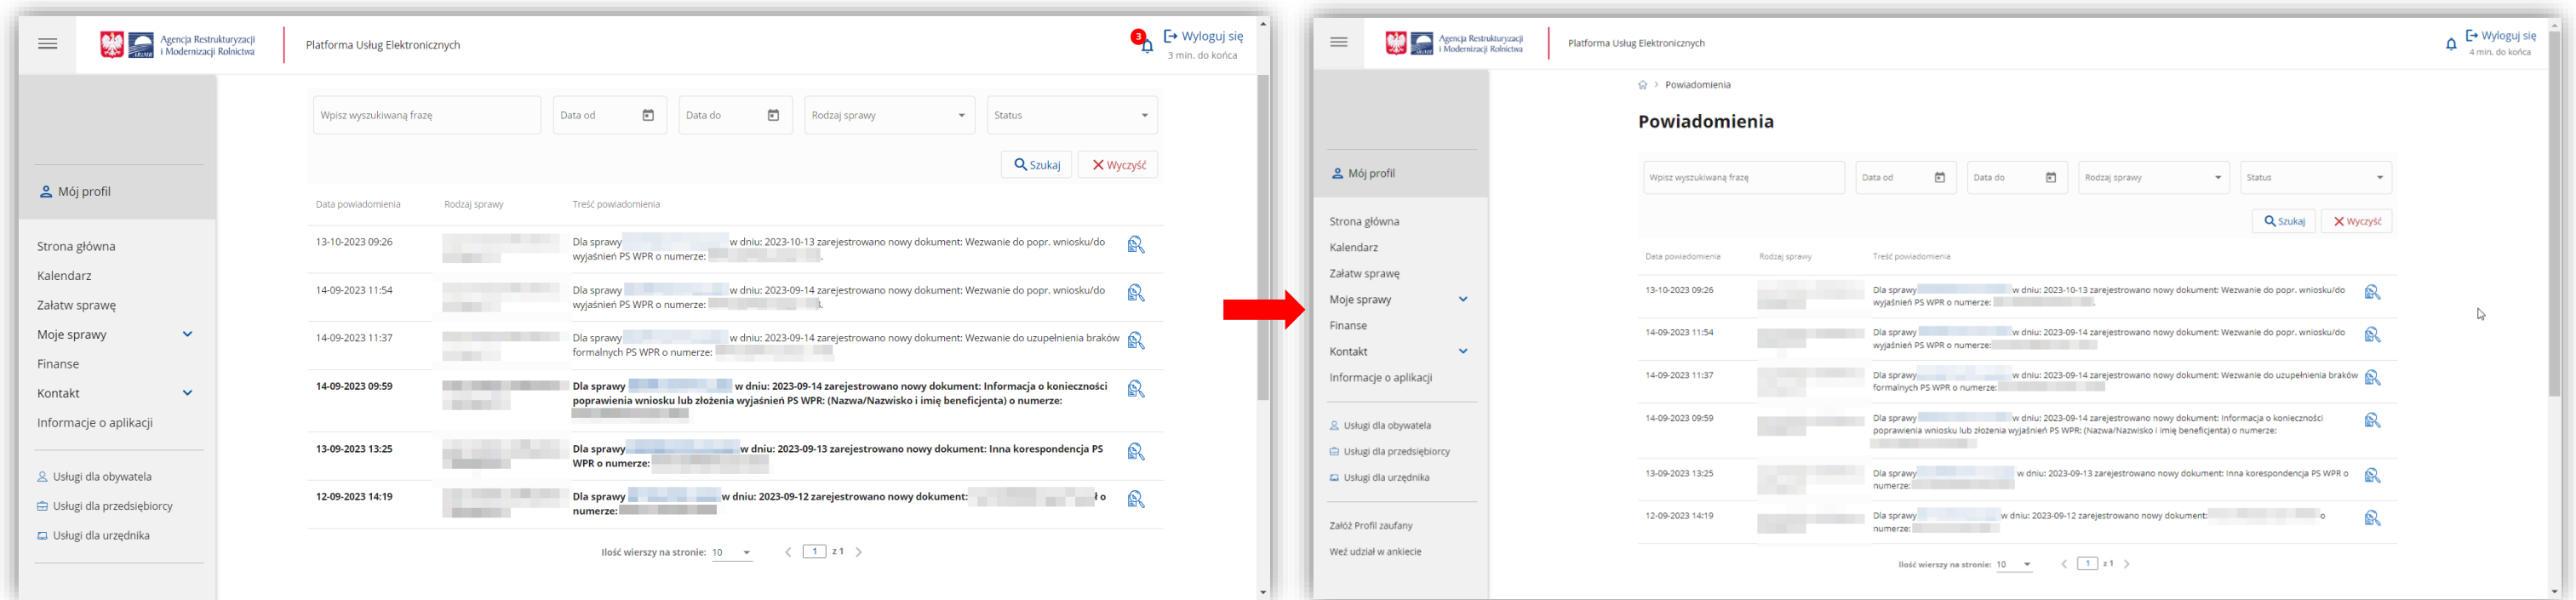 Agencja Restrukturyzacji
i Modernizacji Rolnictwa
Platforma Usług Elektronicznych
3
Wyloguj się
3 min. do końca
Mój profil
Strona główna
Kalendarz
Załatw sprawę
Moje sprawy
Finanse
Kontakt
Informacje o aplikacji
Usługi dla obywatela
Usługi dla przedsiębiorcy
Usługi dla urzędnika
Wpisz wyszukiwaną frazę
Data od
Data do
Rodzaj sprawy
Status
Szukaj
Wyczyść
Data powiadomienia Rodzaj sprawy Treść powiadomienia
13-10-2023 09:26 Dla sprawy w dniu: 2023-10-13 zarejestrowano nowy dokument: Wezwanie do popr. wniosku/do
wyjaśnień PS WPR o numerze: .
14-09-2023 11:54 Dla sprawy w dniu: 2023-09-14 zarejestrowano nowy dokument: Wezwanie do popr. wniosku/do
wyjaśnień PS WPR o numerze:
14-09-2023 11:37 Dla sprawy w dniu: 2023-09-14 zarejestrowano nowy dokument: Wezwanie do uzupełnienia braków
formalnych PS WPR o numerze:
14-09-2023 09:59 Dla sprawy w dniu: 2023-09-14 zarejestrowano nowy dokument: Informacja o konieczności
poprawienia wniosku lub złożenia wyjaśnień PS WPR: (Nazwa/Nazwisko i imię beneficjenta) o numerze:
13-09-2023 13:25 Dla sprawy w dniu: 2023-09-13 zarejestrowano nowy dokument: Inna korespondencja PS
WPR o numerze:
12-09-2023 14:19 Dla sprawy w dniu: 2023-09-12 zarejestrowano nowy dokument: o
numerze:
Ilość wierszy na stronie: 10 1 z 1
Agencja Restrukturyzacji
i Modernizacji Rolnictwa
Platforma Usług Elektronicznych
Wyloguj się
4 min. do końca
Mój profil
Strona główna
Kalendarz
Załatw sprawę
Moje sprawy
Finanse
Kontakt
Informacje o aplikacji
Usługi dla obywatela
Usługi dla przedsiębiorcy
Usługi dla urzędnika
Załóż Profil zaufany
Weź udział w ankiecie
Powiadomienia
Powiadomienia
Wpisz wyszukiwaną frazę
Data od
Data do
Rodzaj sprawy
Status
Szukaj
Wyczyść
Data powiadomienia Rodzaj sprawy Treść powiadomienia
13-10-2023 09:26 Dla sprawy w dniu: 2023-10-13 zarejestrowano nowy dokument: Wezwanie do popr. wniosku/do
wyjaśnień PS WPR o numerze: .
14-09-2023 11:54 Dla sprawy w dniu: 2023-09-14 zarejestrowano nowy dokument: Wezwanie do popr. wniosku/do
wyjaśnień PS WPR o numerze:
14-09-2023 11:37 Dla sprawy w dniu: 2023-09-14 zarejestrowano nowy dokument: Wezwanie do uzupełnienia braków
formalnych PS WPR o numerze:
14-09-2023 09:59 Dla sprawy w dniu: 2023-09-14 zarejestrowano nowy dokument: Informacja o konieczności
poprawienia wniosku lub złożenia wyjaśnień PS WPR: (Nazwa/Nazwisko i imię beneficjenta) o numerze:
13-09-2023 13:25 Dla sprawy w dniu: 2023-09-13 zarejestrowano nowy dokument: Inna korespondencja PS WPR o
numerze:
12-09-2023 14:19 Dla sprawy w dniu: 2023-09-12 zarejestrowano nowy dokument: o
numerze:
Ilość wierszy na stronie: 10 1 z 1